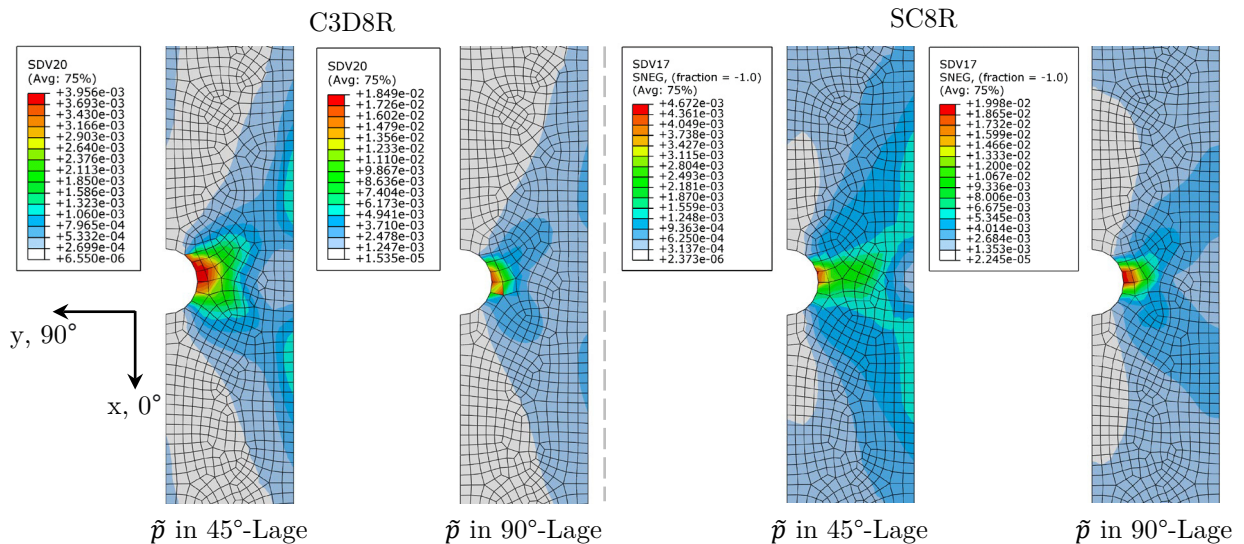 C3D8R
SC8R
SDV20
(Avg: 75%)
+3.956e-03
+3.693e-03
+3.430e-03
+3.166e-03
+2.903e-03
+2.640e-03
+2.376e-03
+2.113e-03
+1.850e-03
+1.586e-03
+1.323e-03
+1.060e-03
+7.965e-04
+5.332e-04
+2.699e-04
+6.550e-06
SDV20
(Avg: 75%)
+1.849e-02
+1.726e-02
+1.602e-02
+1.479e-02
+1.356e-02
+1.233e-02
+1.110e-02
+9.867e-03
+8.636e-03
+7.404e-03
+6.173e-03
+4.941e-03
+3.710e-03
+2.478e-03
+1.247e-03
+1.535e-05
SDV17
SNEG, (fraction = -1.0)
(Avg: 75%)
+4.672e-03
+4.361e-03
+4.049e-03
+3.738e-03
+3.427e-03
+3.115e-03
+2.804e-03
+2.493e-03
+2.181e-03
+1.870e-03
+1.559e-03
+1.248e-03
+9.363e-04
+6.250e-04
+3.137e-04
+2.373e-06
SDV17
SNEG, (fraction = -1.0)
(Avg: 75%)
+1.998e-02
+1.865e-02
+1.732e-02
+1.599e-02
+1.466e-02
+1.333e-02
+1.200e-02
+1.067e-02
+9.336e-03
+8.006e-03
+6.675e-03
+5.345e-03
+4.014e-03
+2.684e-03
+1.353e-03
+2.245e-05
y, 90°
x, 0°
p̃ in 45°-Lage
p̃ in 90°-Lage
p̃ in 45°-Lage
p̃ in 90°-Lage